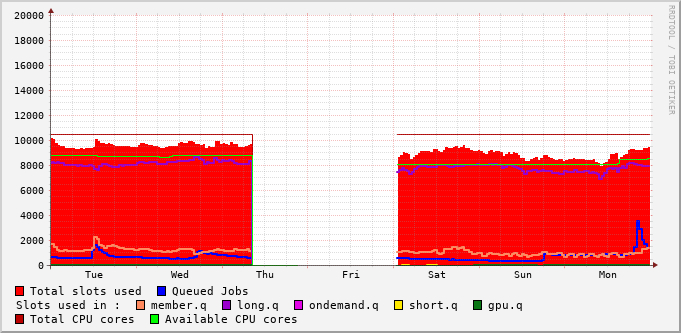 20000
18000
16000
14000
12000
10000
8000
6000
4000
2000
0
Tue Wed Thu Fri Sat Sun Mon
RRDTOOL / TOBI OETIKER
Total slots used Queued Jobs
Slots used in : member.q long.q ondemand.q short.q gpu.q
Total CPU cores
Available CPU cores